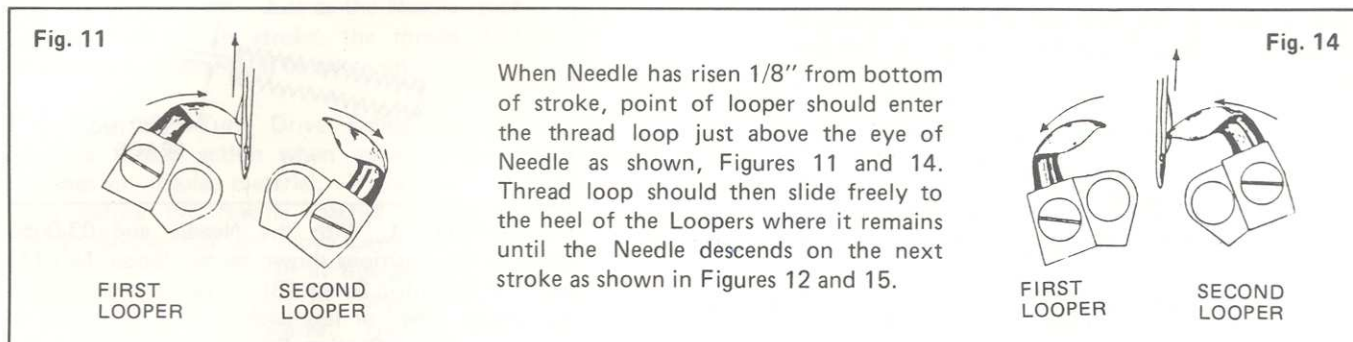 Fig. 11
When Needle has risen 1/8" from bottom
of stroke, point of looper should enter
the thread loop just above the eye of
Needle as shown, Figures 11 and 14.
Thread loop should then slide freely to
the heel of the Loopers where it remains
until the Needle descends on the next
stroke as shown in Figures 12 and 15.
FIRST
LOOPER
SECOND
LOOPER
Fig. 14
FIRST
LOOPER
SECOND
LOOPER